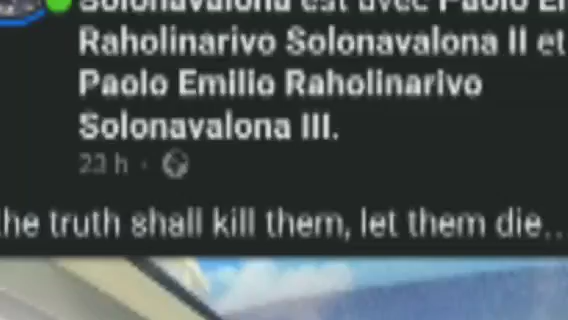 Solonavalona est avec Paolo
Raholinarivo Solonavalona II et
Paolo Emilio Raholinarivo
Solonavalona III.
23 h ·
the truth shall kill them, let them die..